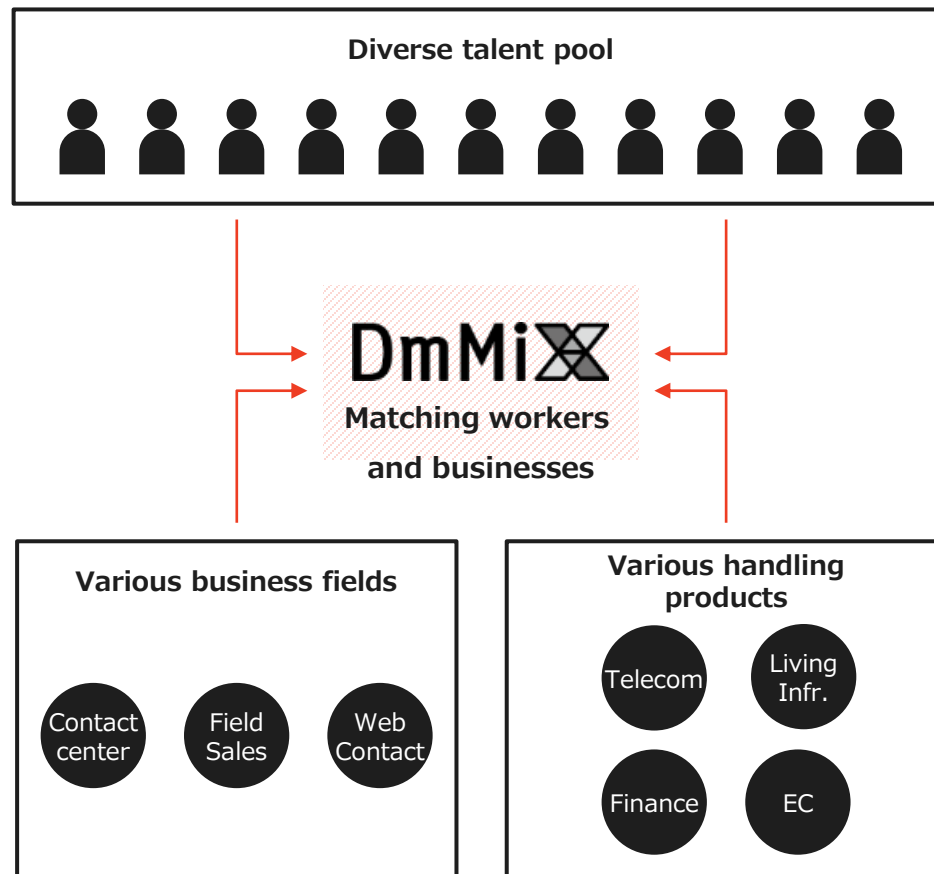 Diverse talent pool
DmMiX
Matching workers
and businesses
Various business fields
Contact
center
Field
Sales
Web
Contact
Various handling
products
Telecom
Living
Infr.
Finance
EC